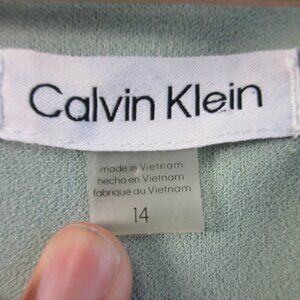 Calvin Klein
made in Vietnam
hecho en Vietnam
fabriqué au Vietnam
14